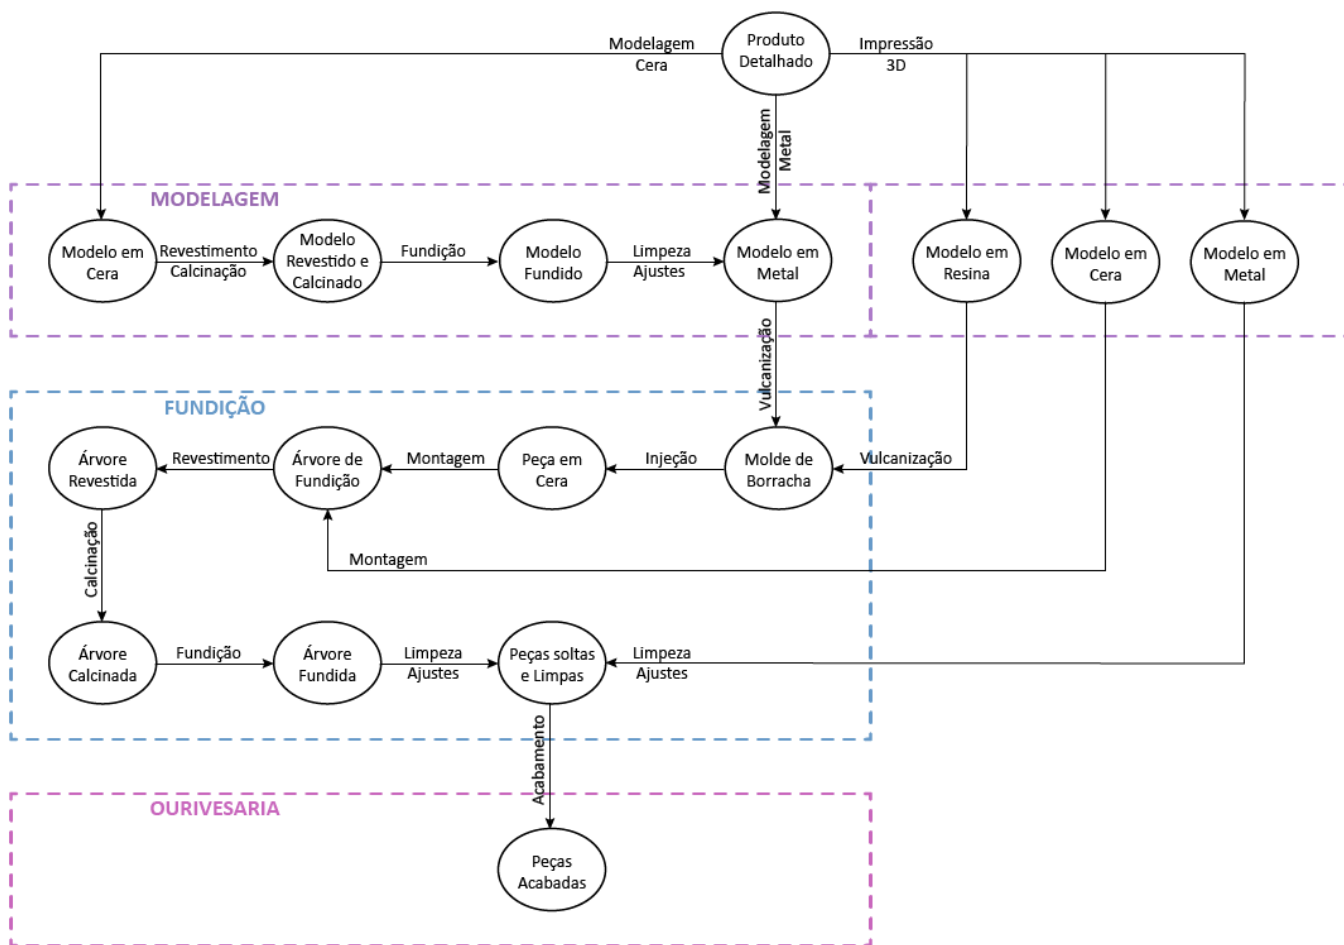 Produto
Detalhado
Modelagem
Cera
Impressão
3D
Modelagem
Metal
MODELAGEM
Modelo em
Cera
Revestimento
Calcinação
Modelo
Revestido e
Calcinado
Fundição
Modelo
Fundido
Limpeza
Ajustes
Modelo em
Metal
Modelo em
Resina
Modelo em
Cera
Modelo em
Metal
Vulcanização
FUNDIÇÃO
Árvore
Revestida
Revestimento
Árvore de
Fundição
Montagem
Peça em
Cera
Injeção
Molde de
Borracha
Vulcanização
Montagem
Calcinação
Árvore
Calcinada
Fundição
Árvore
Fundida
Limpeza
Ajustes
Peças soltas
e Limpas
Limpeza
Ajustes
Acabamento
OURIVESARIA
Peças
Acabadas